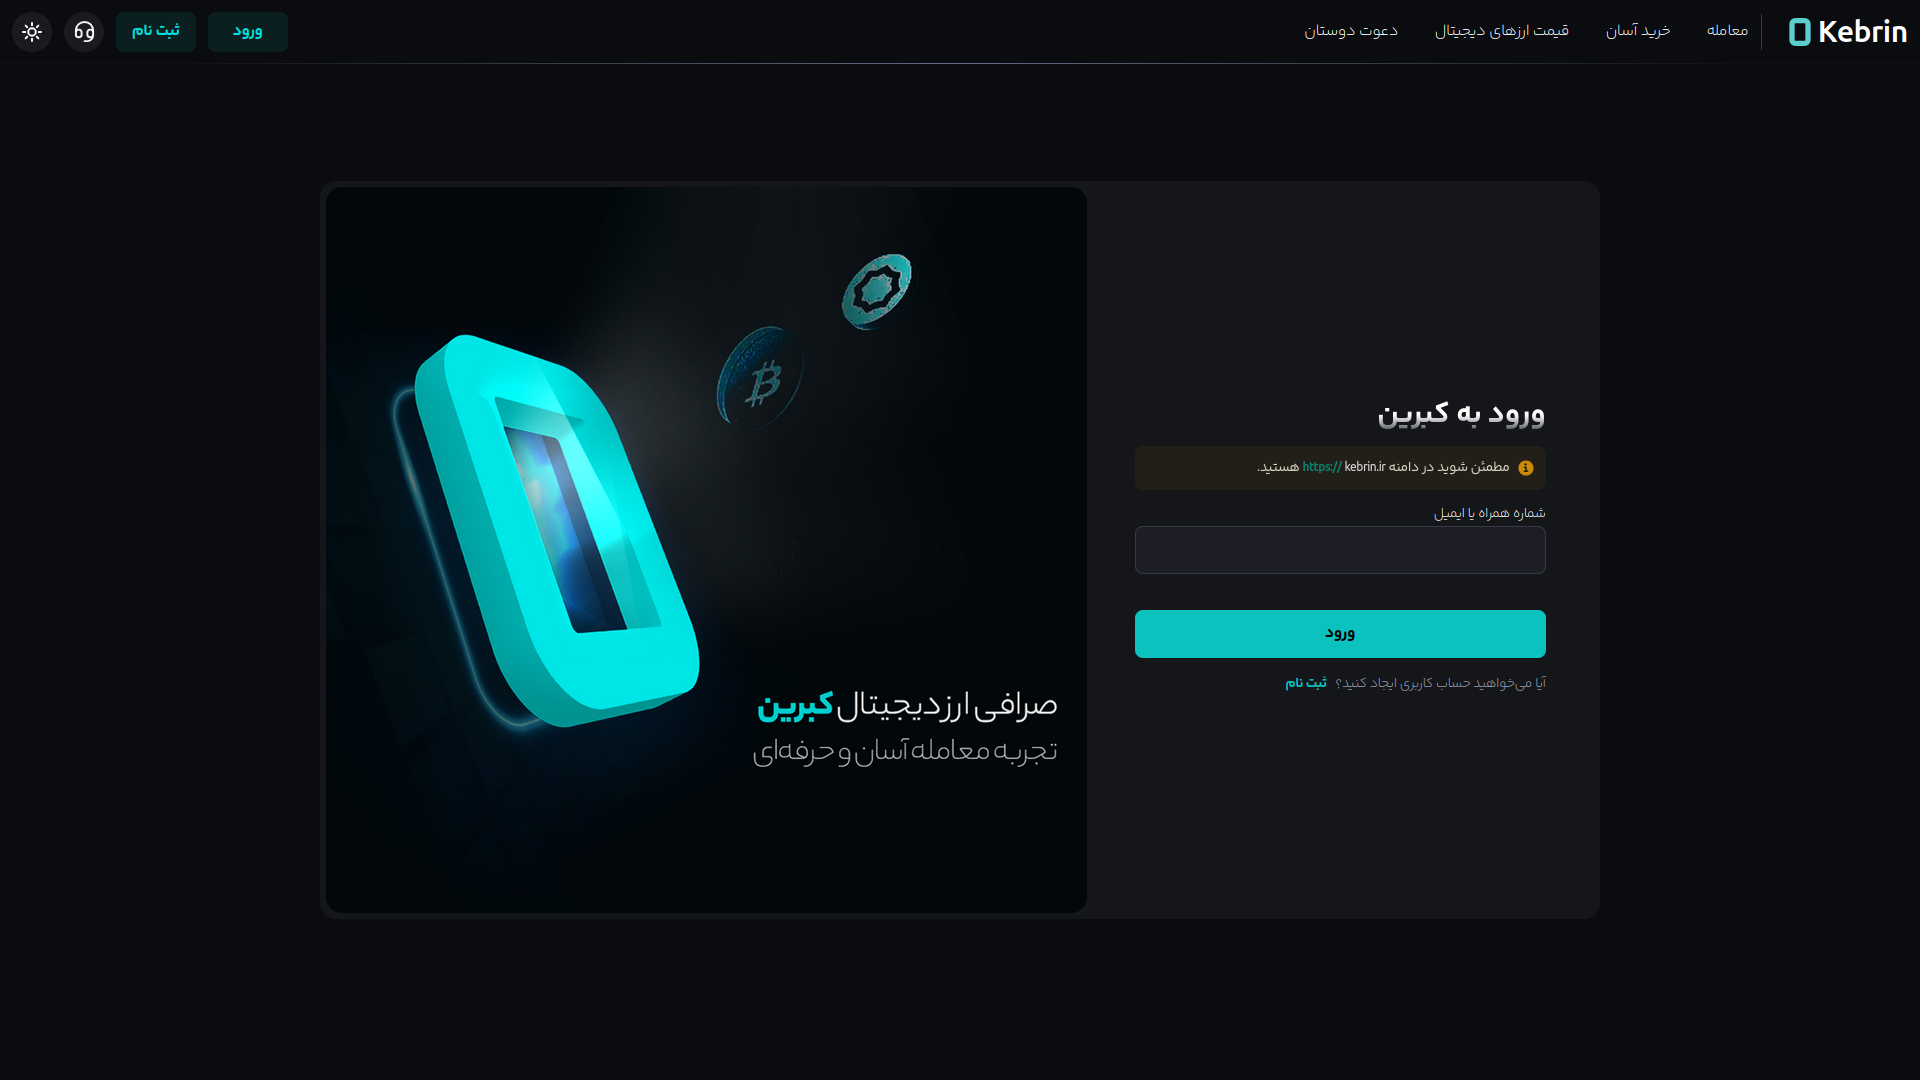 Kebrin
معامله
خرید آسان
قیمت ارزهای دیجیتال
دعوت دوستان
ورود
ثبت نام
ورود به کبرین
مطمئن شوید در دامنه https:// kebrin.ir هستید.
شماره همراه یا ایمیل
ورود
آیا می‌خواهید حساب کاربری ایجاد کنید؟ ثبت نام
صرافی ارز دیجیتال کبرین
تجربه معامله آسان و حرفه‌ای